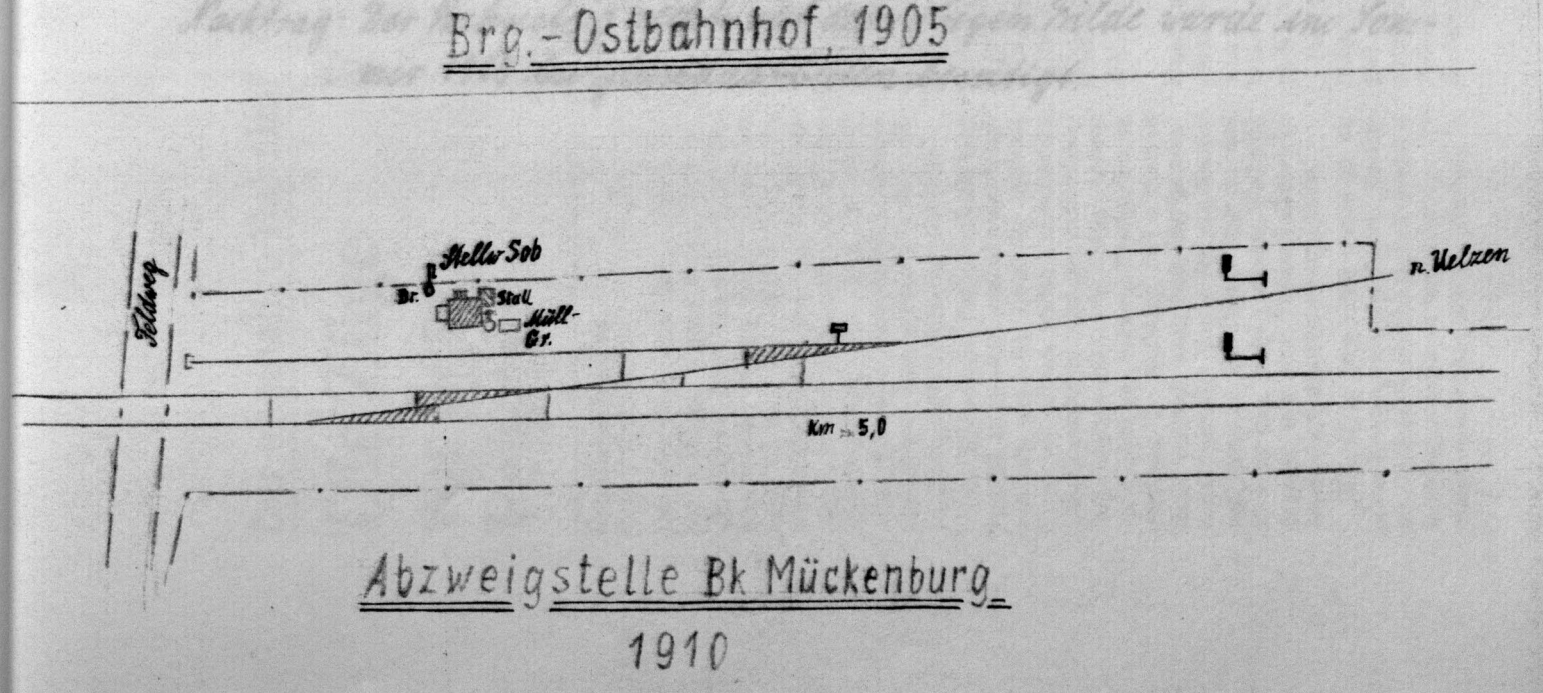 Brg.-Ostbahnhof, 1905
Feldweg
Stellw Sob
Br.
Stall
Müll-
Gr.
n. Uelzen
Km 5,0
Abzweigstelle Bk Mückenburg
1910